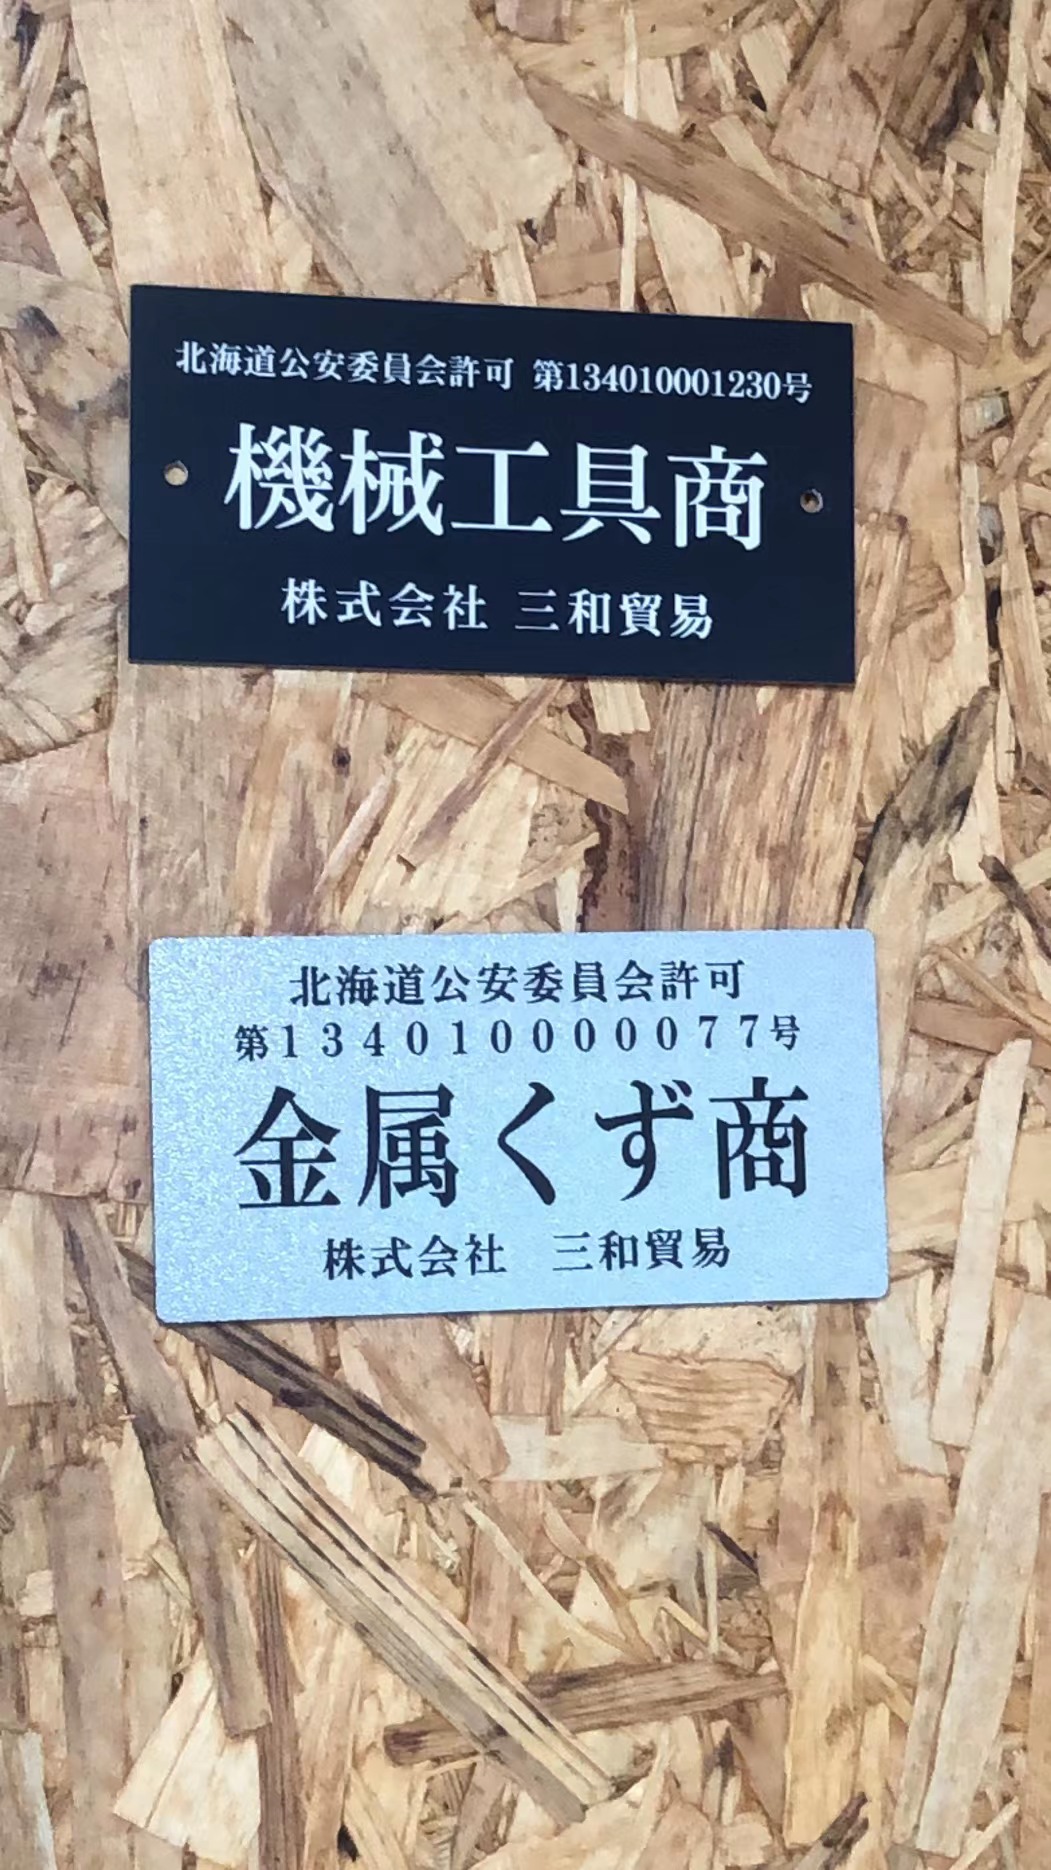 北海道公安委員会許可 第134010001230号
機械工具商
株式会社 三和貿易
北海道公安委員会許可
第134010000077号
金属くず商
株式会社 三和貿易